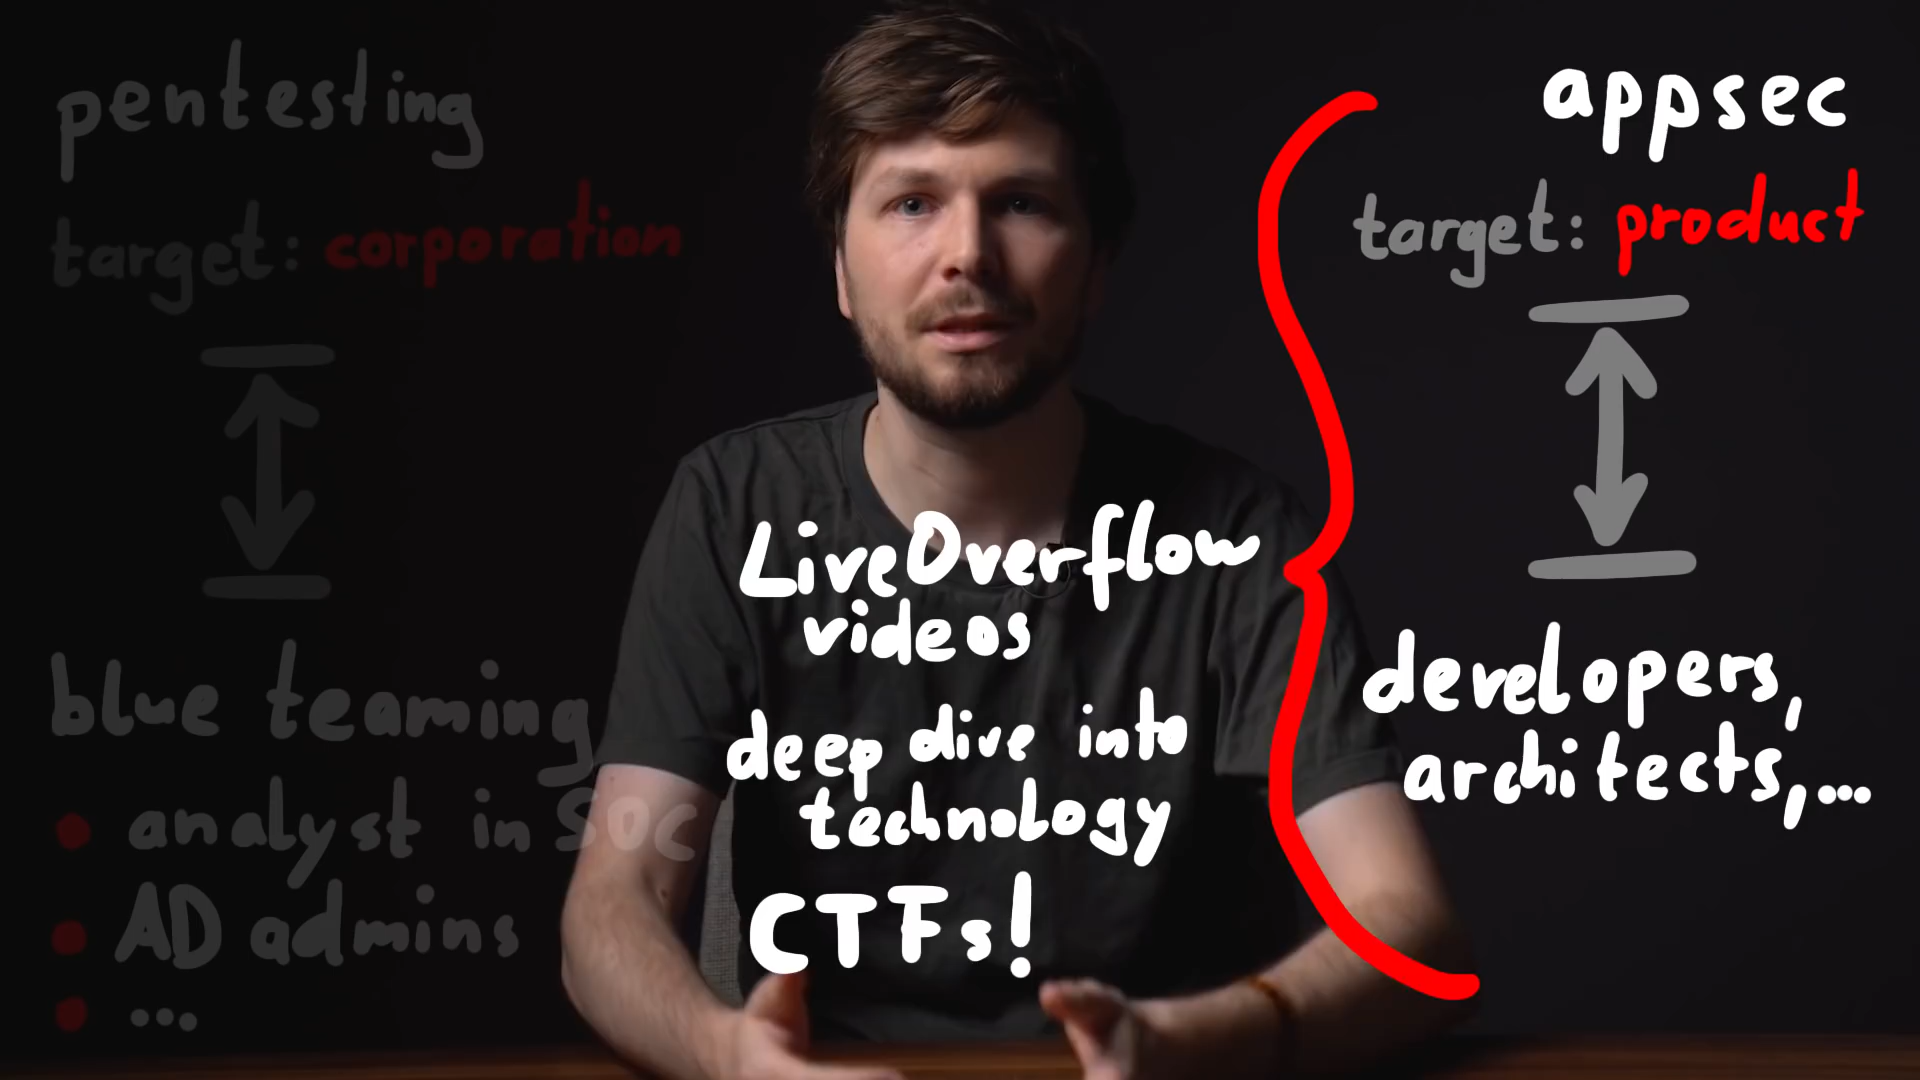 pentesting
target: corporation
blue teaming
analyst in SOC
AD admins
...
LiveOverflow
videos
deep dive into
technology
CTFs!
appsec
target: product
developers,
architects,...